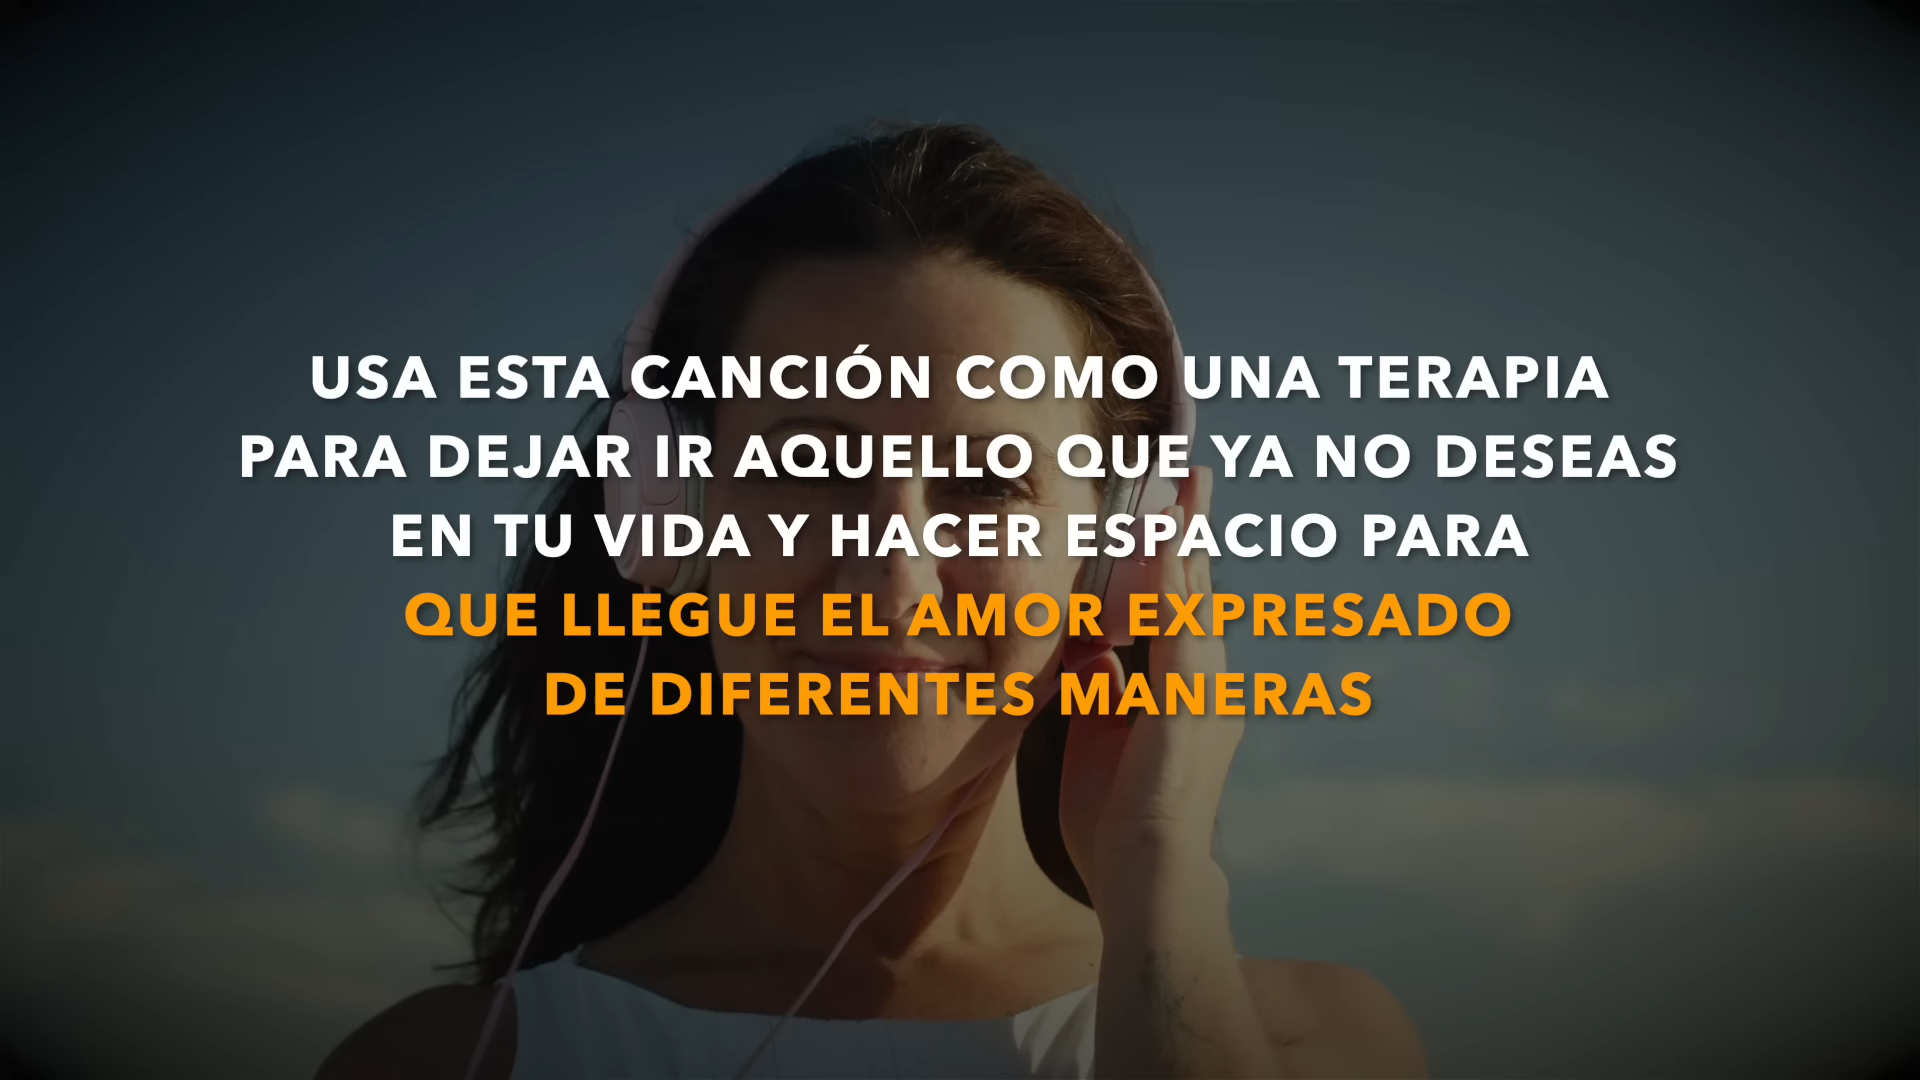 USA ESTA CANCIÓN COMO UNA TERAPIA
PARA DEJAR IR AQUELLO QUE YA NO DESEAS
EN TU VIDA Y HACER ESPACIO PARA
QUE LLEGUE EL AMOR EXPRESADO
DE DIFERENTES MANERAS